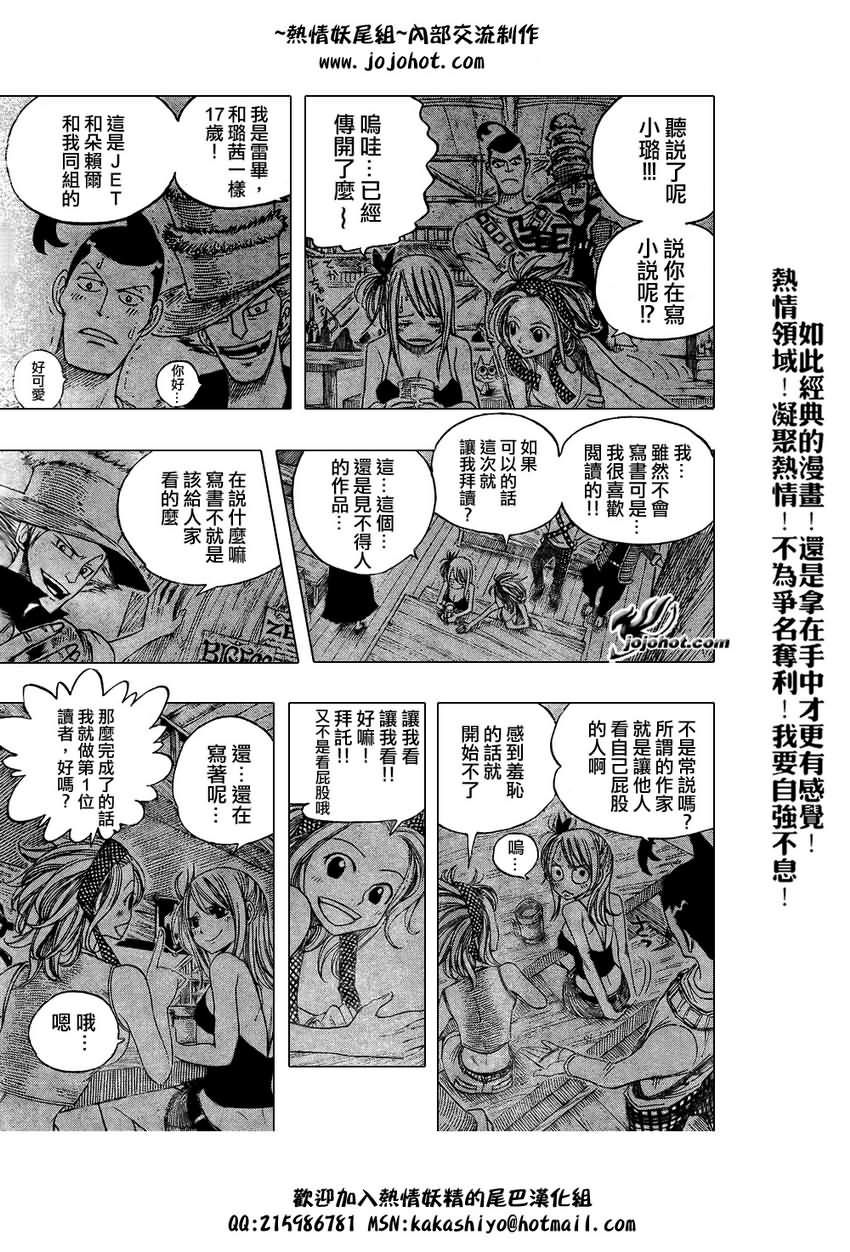 ~熱情妖尾組~內部交流制作
www.jojohot.com
聽説了呢
小璐!!!
説你在寫
小説呢!?
嗚哇…已經
傳開了麼~
我是雷畢，
和璐茜一樣
17歲！
這是JET
和朵賴爾
和我同組的
你好…
好可愛
我…
雖然不會
寫書可是…
我很喜歡
閲讀的!!
如果
可以的話
這次就
讓我拜讀?
這…這個…
還是見不得人
的作品…
在説什麼嘛
寫書不就是
該給人家
看的麼
jojohot.com
不是常説嗎?
所謂的作家
就是讓他人
看自己屁股
的人啊
感到羞恥
的話就
開始不了
嗚…
讓我看
讓我看!!
好嘛!
拜託!!
又不是看屁股哦
還…還在
寫著呢…
那麼完成了的話
我就做第1位
讀者，好嗎?
哦…
嗯…
如此經典的漫畫！還是拿在手中才更有感覺！
熱情領域！凝聚熱情！不為爭名奪利！我要自強不息！
歡迎加入熱情妖精的尾巴漢化組
QQ:215986781 MSN:kakashiyo@hotmail.com